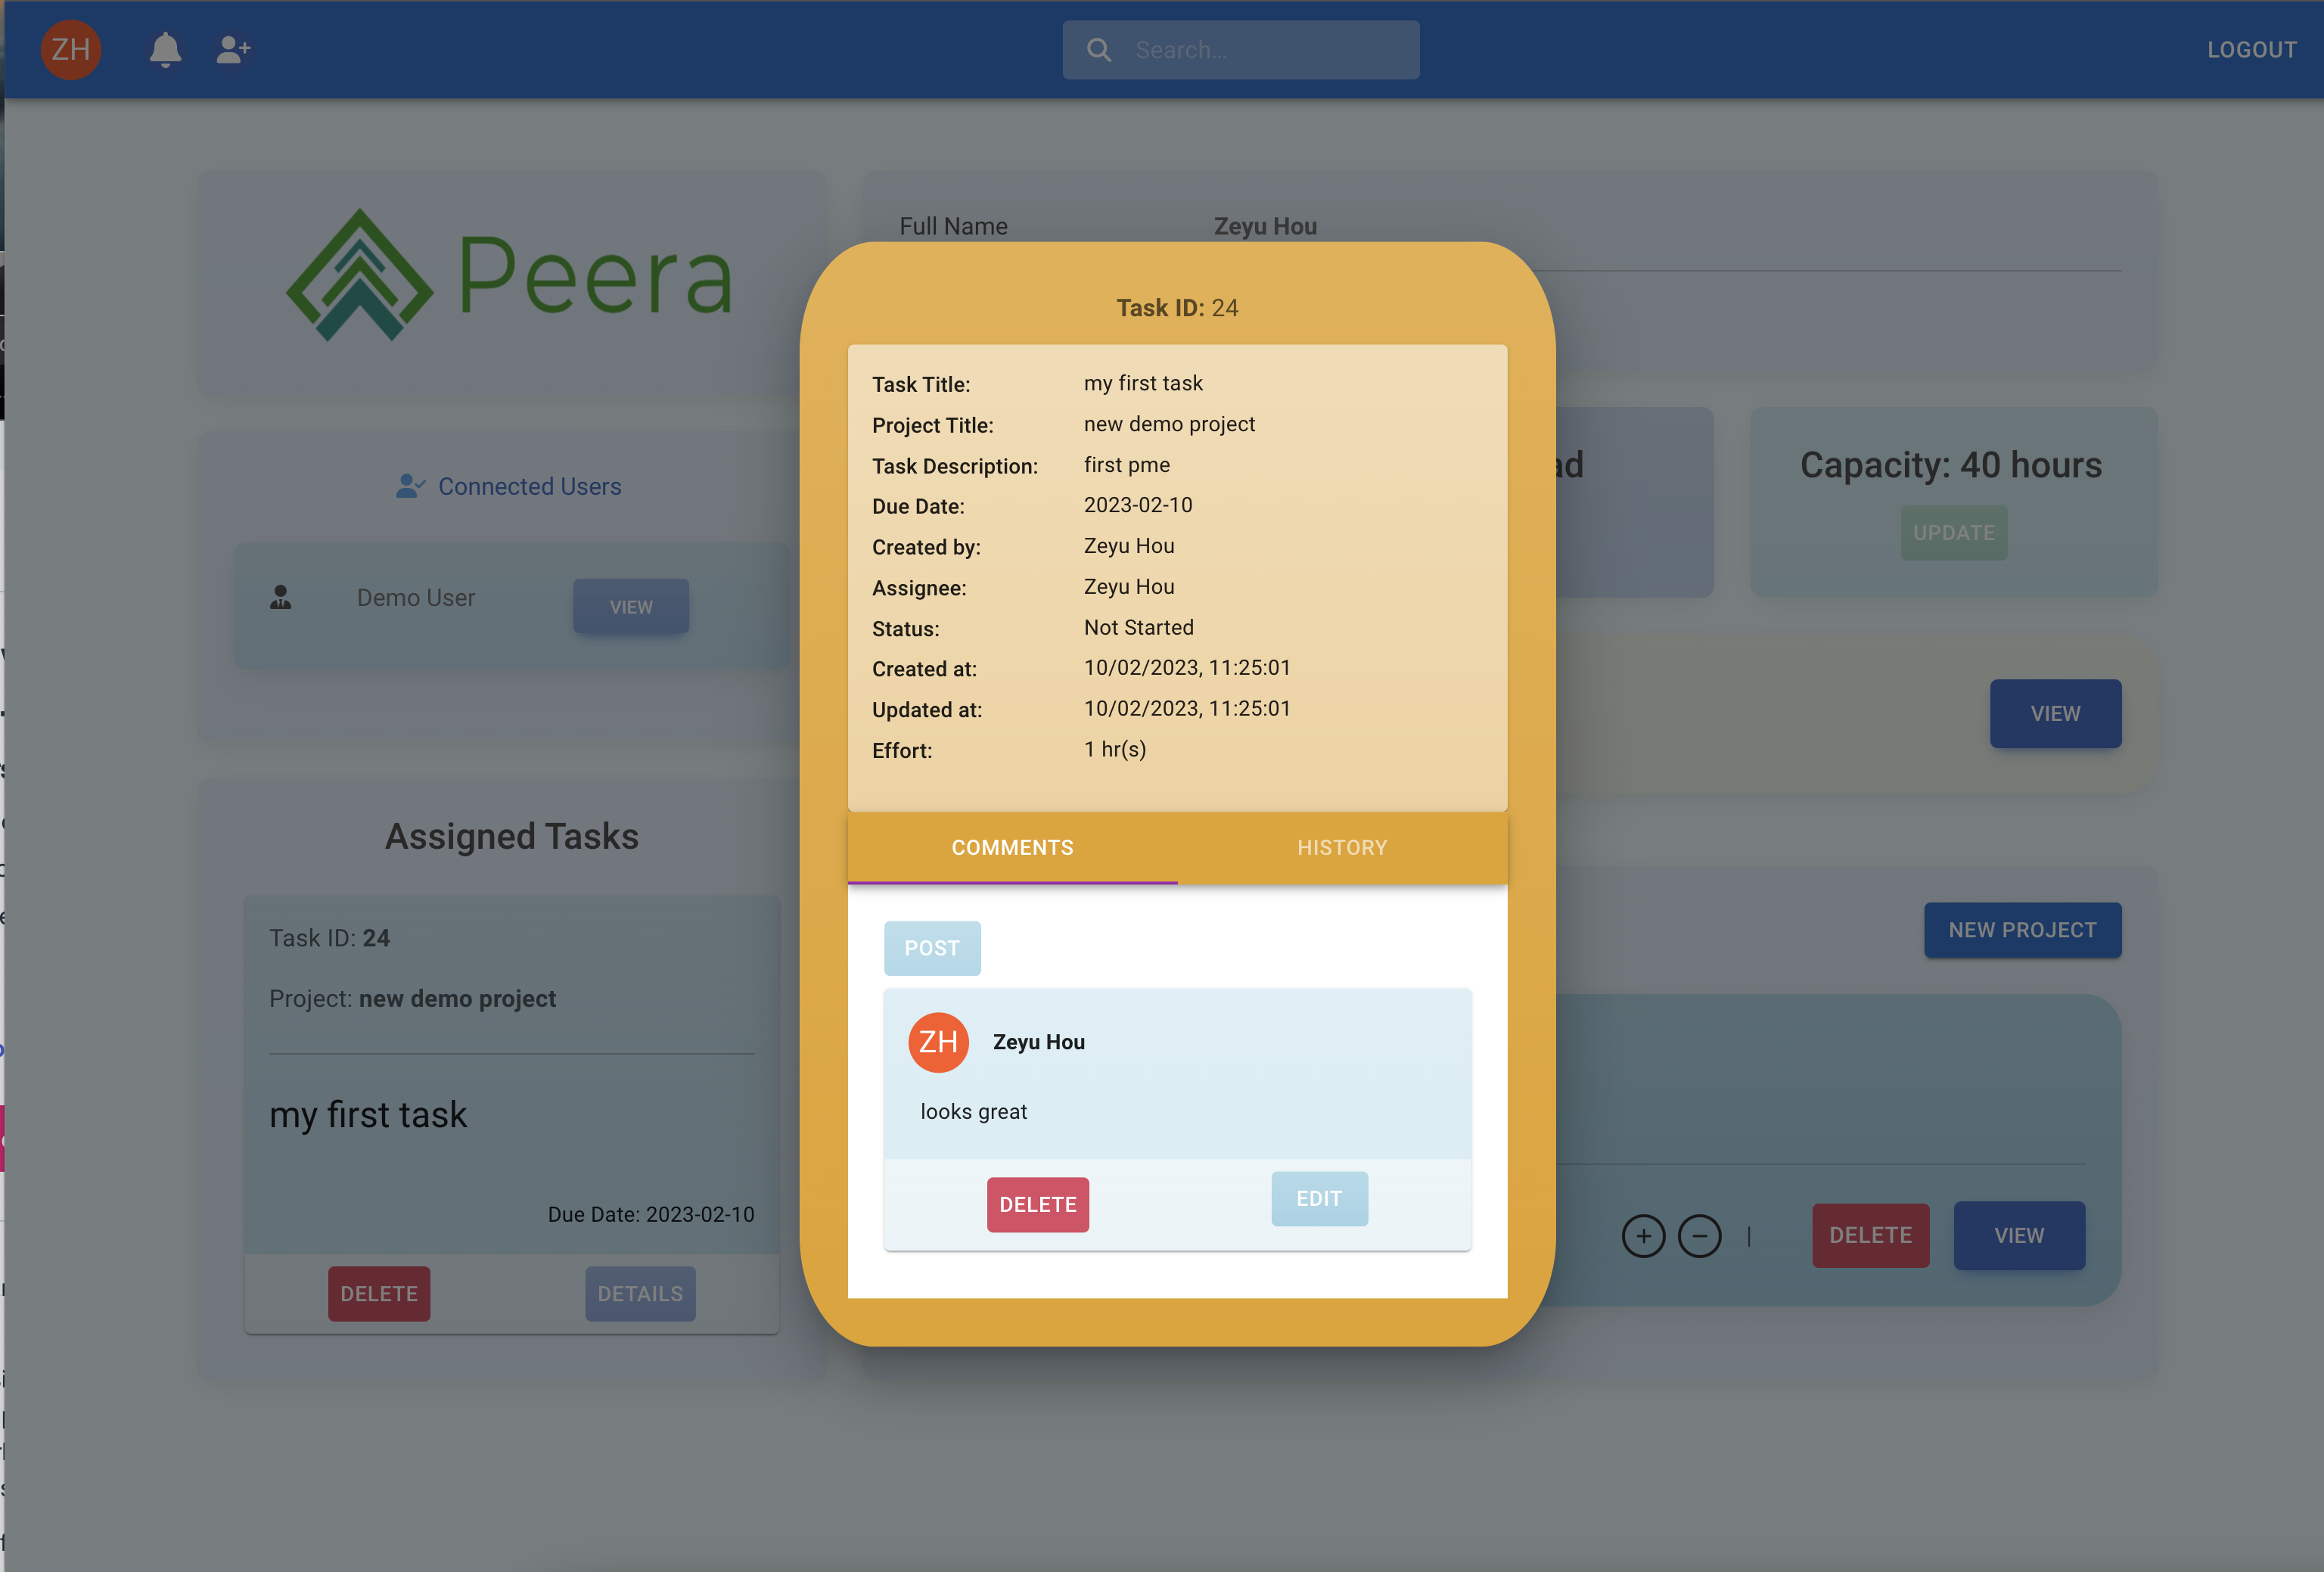 ZH
Search...
LOGOUT
Peera
Full Name
Zeyu Hou
Connected Users
Demo User
VIEW
Capacity: 40 hours
UPDATE
VIEW
Assigned Tasks
Task ID: 24
Project: new demo project
my first task
Due Date: 2023-02-10
DELETE
DETAILS
NEW PROJECT
DELETE
VIEW
Task ID: 24
Task Title: my first task
Project Title: new demo project
Task Description: first pme
Due Date: 2023-02-10
Created by: Zeyu Hou
Assignee: Zeyu Hou
Status: Not Started
Created at: 10/02/2023, 11:25:01
Updated at: 10/02/2023, 11:25:01
Effort: 1 hr(s)
COMMENTS
HISTORY
POST
ZH
Zeyu Hou
looks great
DELETE
EDIT